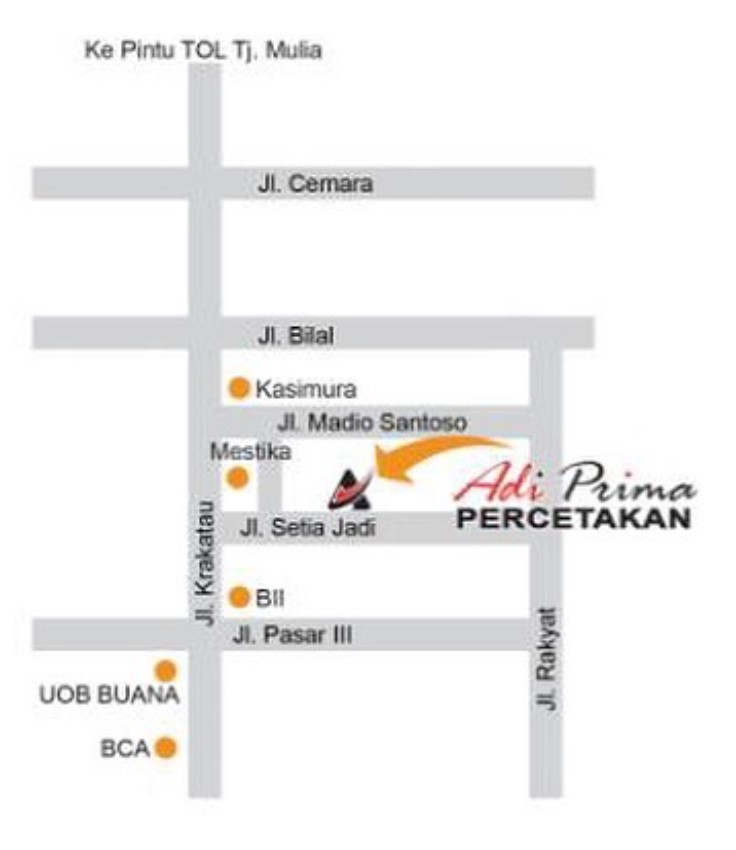 Ke Pintu TOL Tj. Mulia
Jl. Cemara
Jl. Bilal
Kasimura
Jl. Madio Santoso
Mestika
Adi Prima
PERCETAKAN
Jl. Setia Jadi
Jl. Krakatau
BII
Jl. Pasar III
Jl. Rakyat
UOB BUANA
BCA